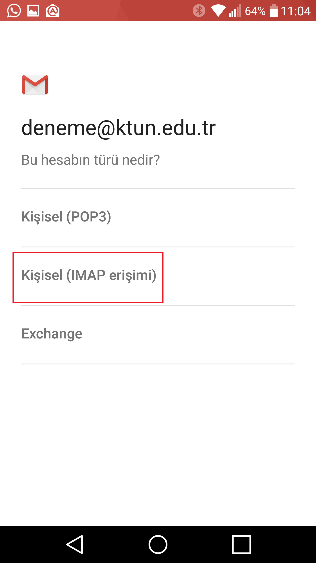 64% 11:04
deneme@ktun.edu.tr
Bu hesabın türü nedir?
Kişisel (POP3)
Kişisel (IMAP erişimi)
Exchange